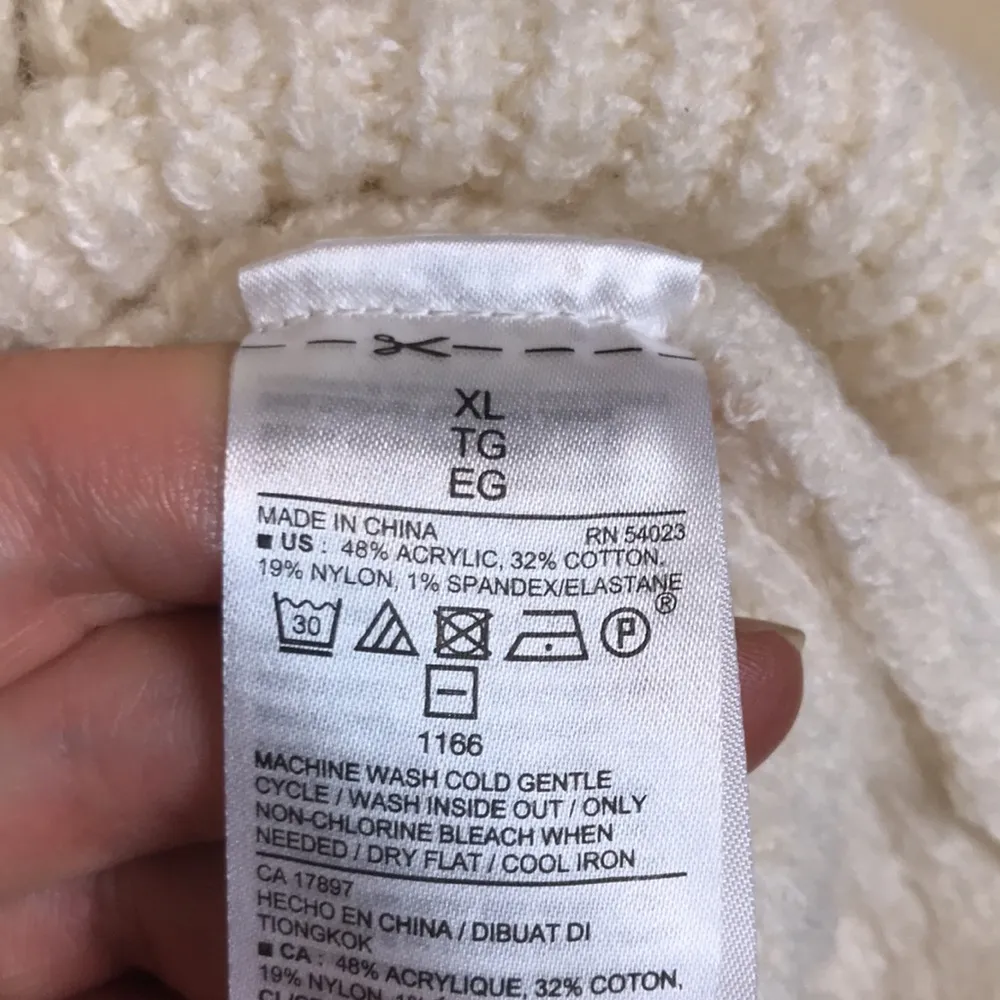 XL
TG
EG
MADE IN CHINA RN 54023
■ US : 48% ACRYLIC, 32% COTTON,
19% NYLON, 1% SPANDEX/ELASTANE
30 P ®
1166
MACHINE WASH COLD GENTLE
CYCLE / WASH INSIDE OUT / ONLY
NON-CHLORINE BLEACH WHEN
NEEDED / DRY FLAT / COOL IRON
CA 17897
HECHO EN CHINA / DIBUAT DI
TIONGKOK
■ CA : 48% ACRYLIQUE, 32% COTON,
19% NYLON, 1%